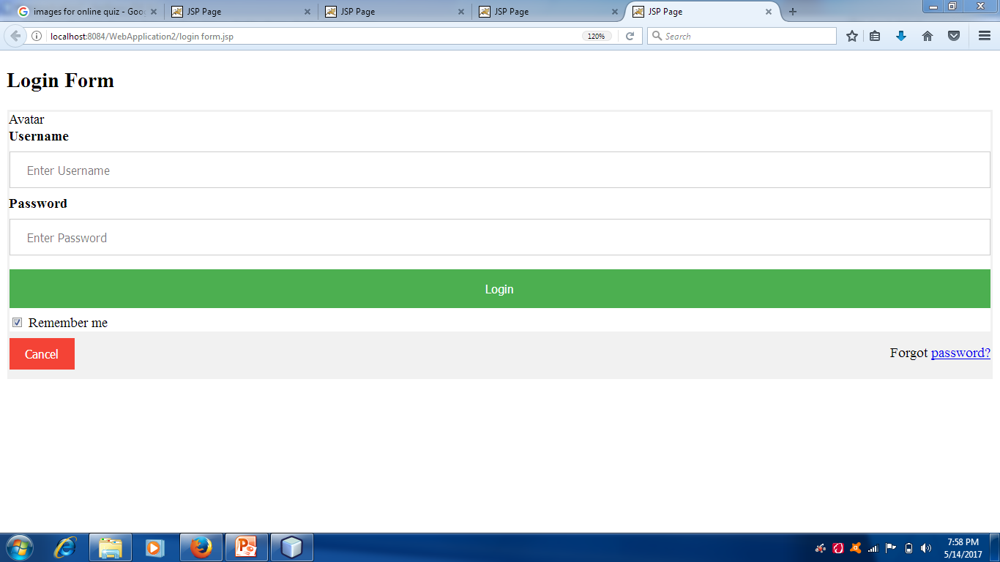 images for online quiz - Goog
JSP Page
JSP Page
JSP Page
JSP Page
localhost:8084/WebApplication2/login form.jsp
120%
Search
Login Form
Avatar
Username
Enter Username
Password
Enter Password
Login
Remember me
Cancel
Forgot password?
7:58 PM
5/14/2017